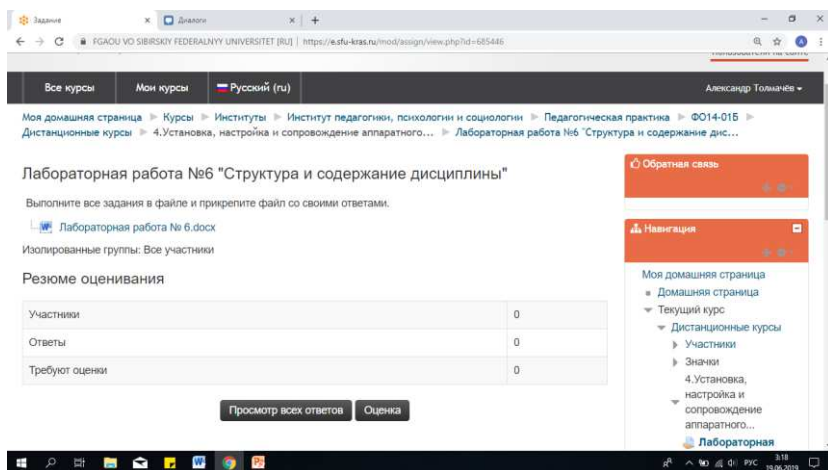 Задание
Диалоги
FGAOU VO SIBIRSKIY FEDERALNYY UNIVERSITET [RU] | https://e.sfu-kras.ru/mod/assign/view.php?id=685446
Все курсы Мои курсы Русский (ru) Александр Толмачёв
Моя домашняя страница Курсы Институты Институт педагогики, психологии и социологии Педагогическая практика ФО14-01Б
Дистанционные курсы 4.Установка, настройка и сопровождение аппаратного... Лабораторная работа №6 "Структура и содержание дис...
Лабораторная работа №6 "Структура и содержание дисциплины"
Выполните все задания в файле и прикрепите файл со своими ответами.
Лабораторная работа № 6.docx
Изолированные группы: Все участники
Резюме оценивания
Участники 0
Ответы 0
Требуют оценки 0
Просмотр всех ответов Оценка
Обратная связь
Навигация
Моя домашняя страница
Домашняя страница
Текущий курс
Дистанционные курсы
Участники
Значки
4.Установка,
настройка и
сопровождение
аппаратного...
Лабораторная
РУС 3:18
19.06.2019